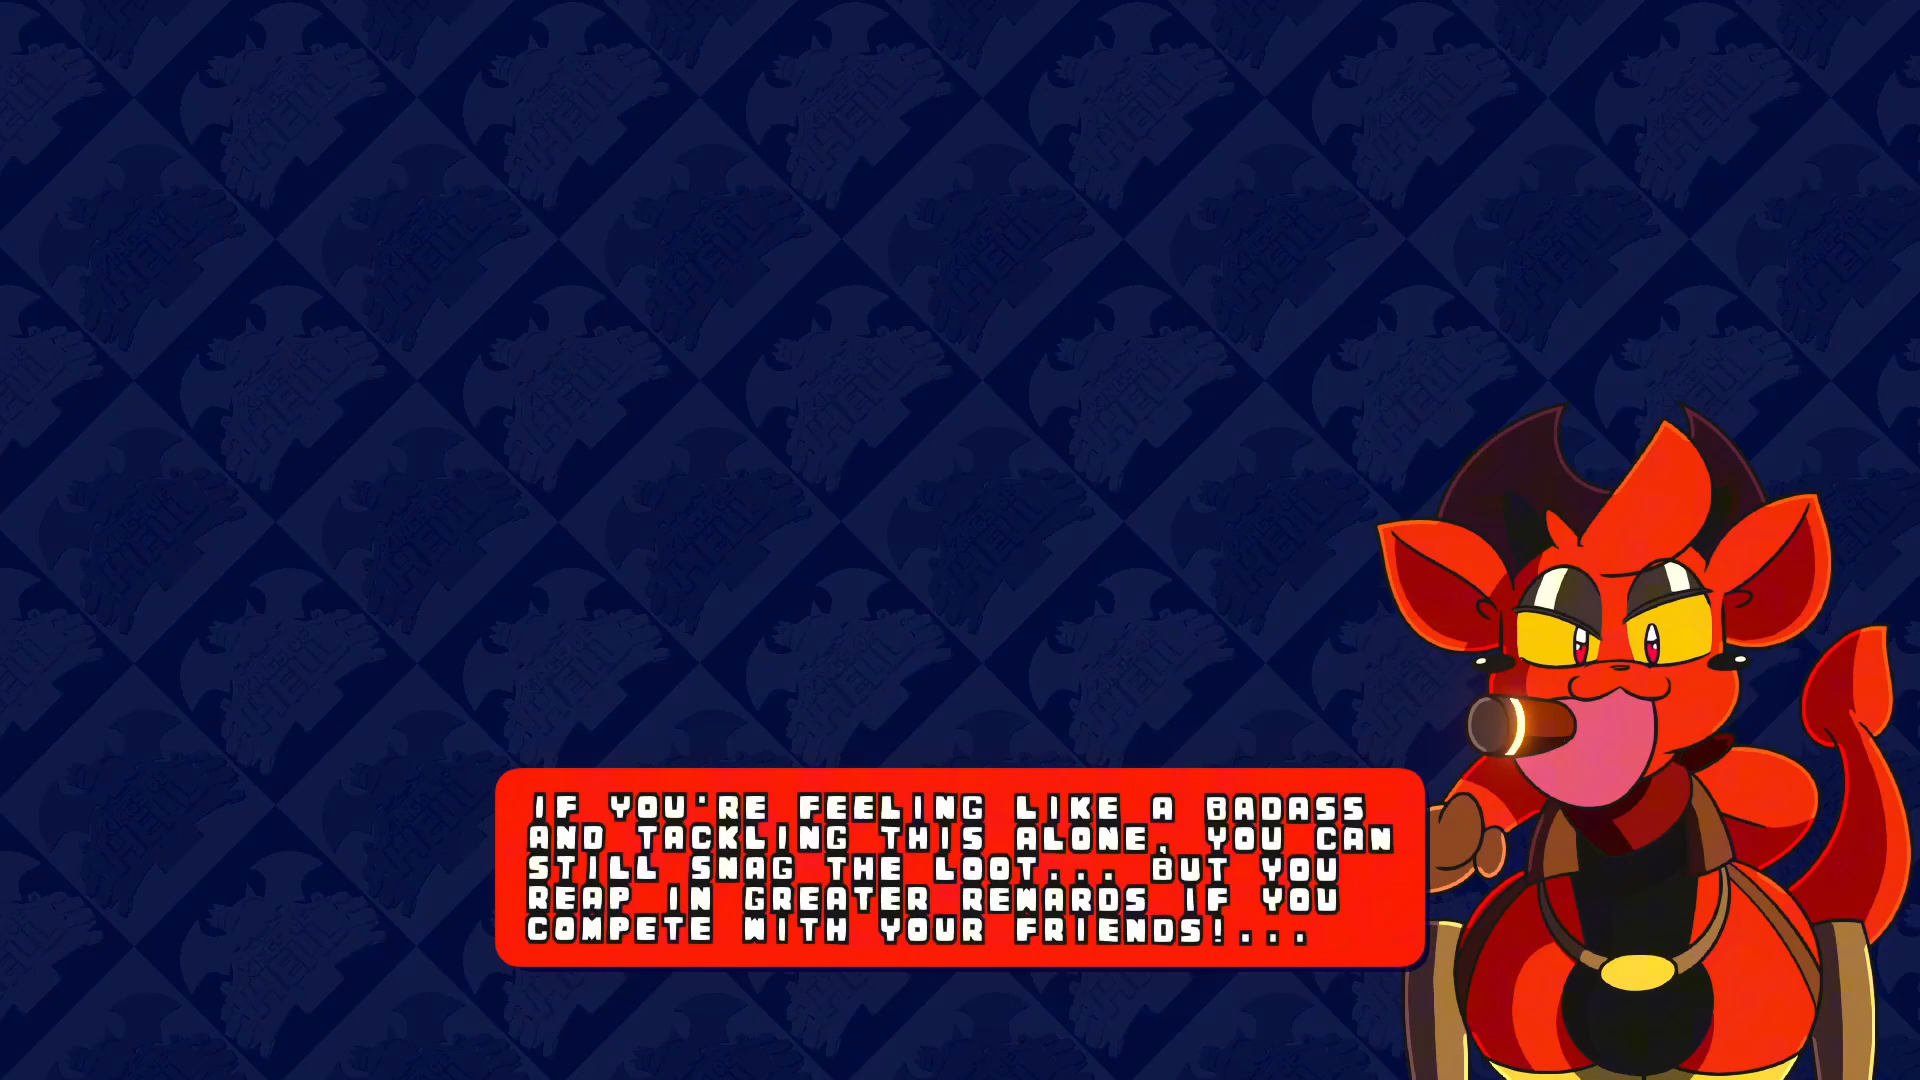 IF YOU'RE FEELING LIKE A BADASS
AND TACKLING THIS ALONE, YOU CAN
STILL SNAG THE LOOT... BUT YOU
REAP IN GREATER REWARDS IF YOU
COMPETE WITH YOUR FRIENDS!...